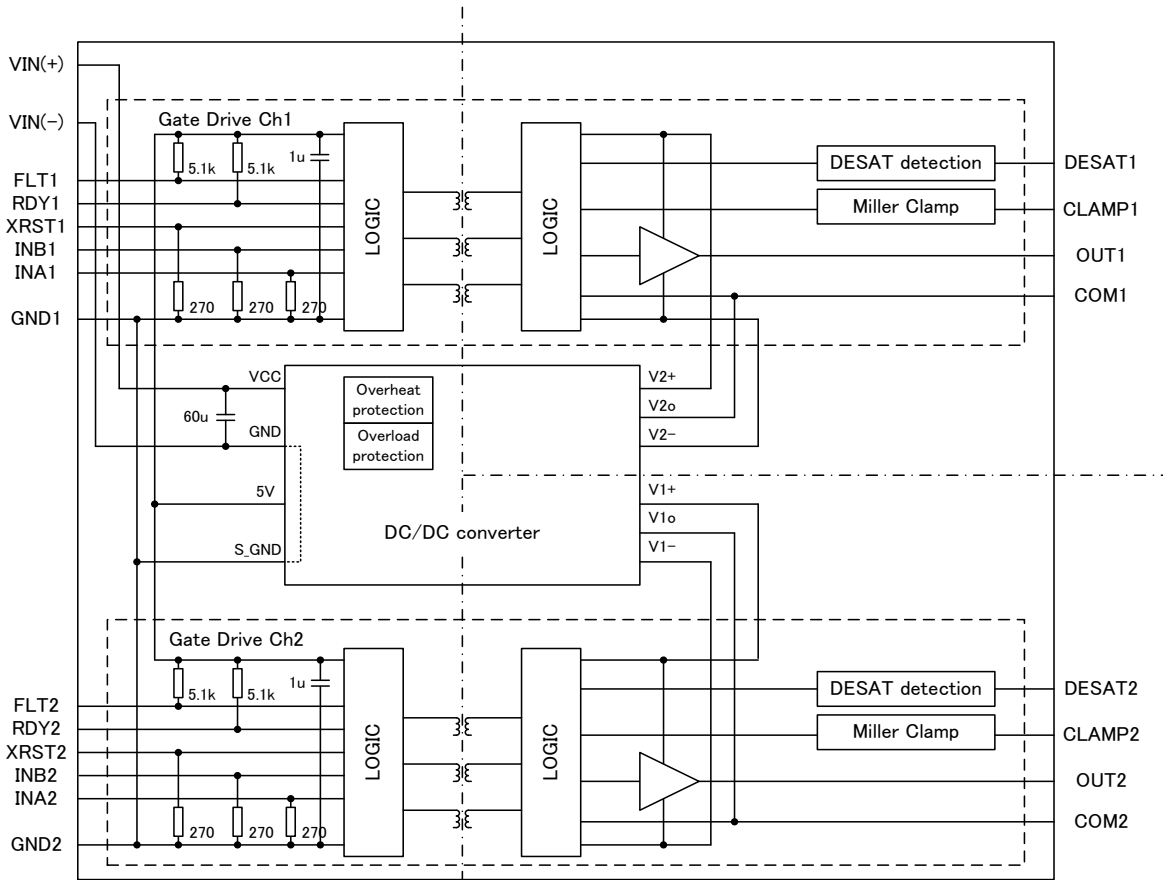 VIN(+)
VIN(-)
Gate Drive Ch1
5.1k
5.1k
1u
FLT1
RDY1
XRST1
INB1
INA1
GND1
270
270
270
LOGIC
LOGIC
DESAT detection
DESAT1
Miller Clamp
CLAMP1
OUT1
COM1
VCC
60u
GND
5V
S_GND
Overheat
protection
Overload
protection
DC/DC converter
V2+
V2o
V2-
V1+
V1o
V1-
Gate Drive Ch2
5.1k
5.1k
1u
FLT2
RDY2
XRST2
INB2
INA2
GND2
270
270
270
LOGIC
LOGIC
DESAT detection
DESAT2
Miller Clamp
CLAMP2
OUT2
COM2